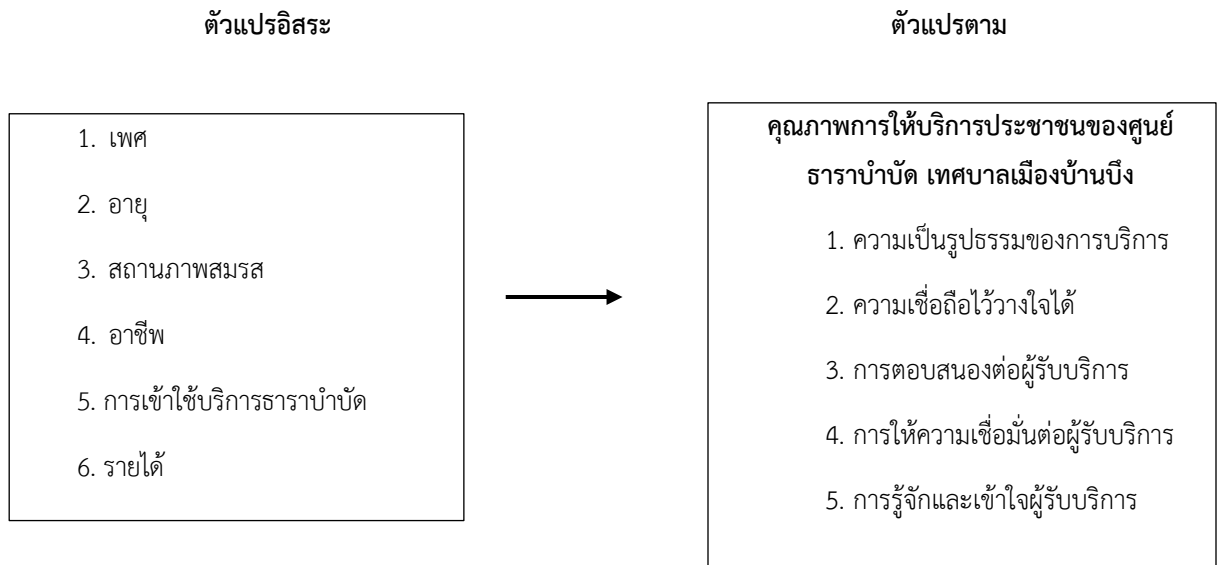 ตัวแปรอิสระ
ตัวแปรตาม
1. เพศ
2. อายุ
3. สถานภาพสมรส
4. อาชีพ
5. การเข้าใช้บริการธาราบำบัด
6. รายได้
คุณภาพการให้บริการประชาชนของศูนย์
ธาราบำบัด เทศบาลเมืองบ้านบึง
1. ความเป็นรูปธรรมของการบริการ
2. ความเชื่อถือไว้วางใจได้
3. การตอบสนองต่อผู้รับบริการ
4. การให้ความเชื่อมั่นต่อผู้รับบริการ
5. การรู้จักและเข้าใจผู้รับบริการ